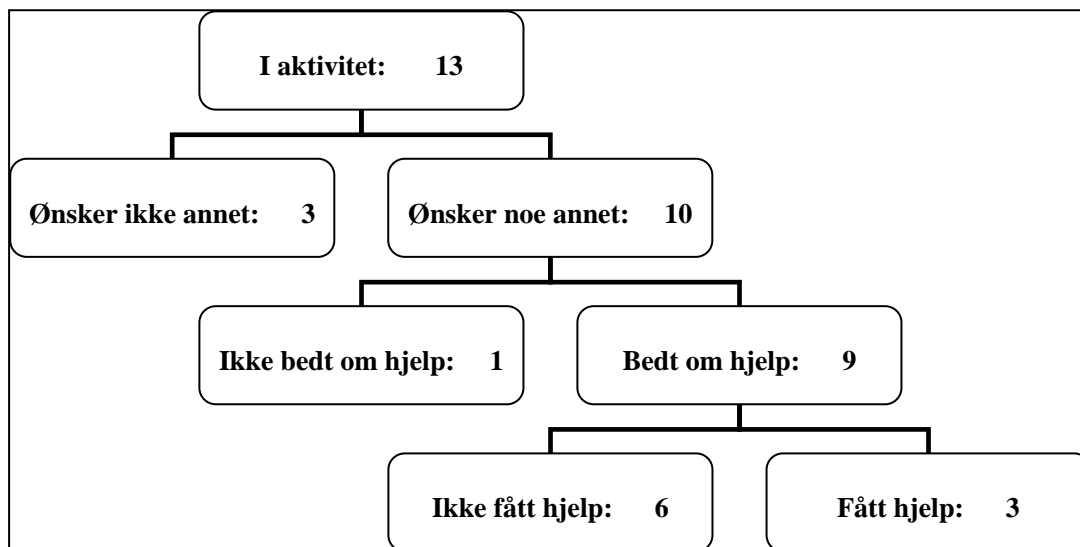 I aktivitet: 13
Ønsker ikke annet: 3
Ønsker noe annet: 10
Ikke bedt om hjelp: 1
Bedt om hjelp: 9
Ikke fått hjelp: 6
Fått hjelp: 3